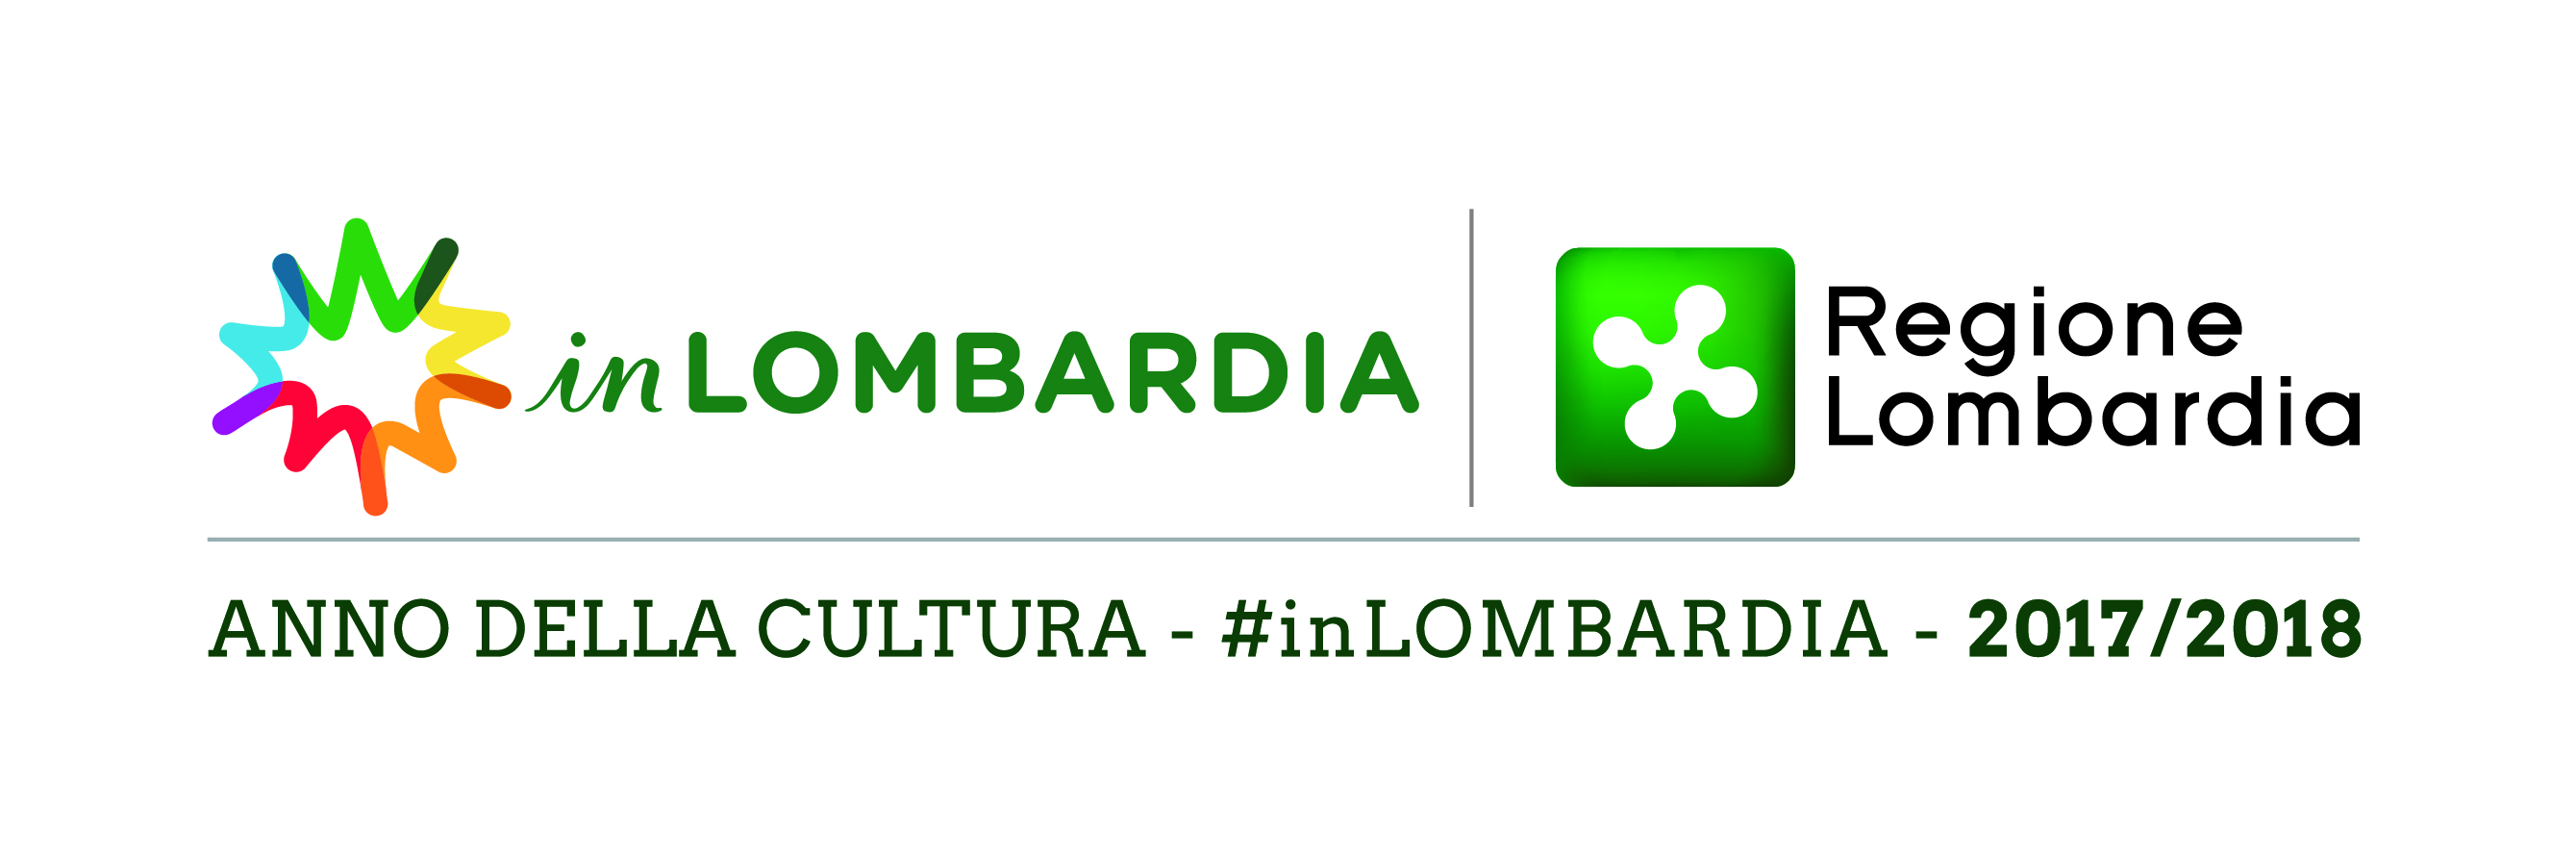 inLOMBARDIA
Regione
Lombardia
ANNO DELLA CULTURA - #inLOMBARDIA - 2017/2018